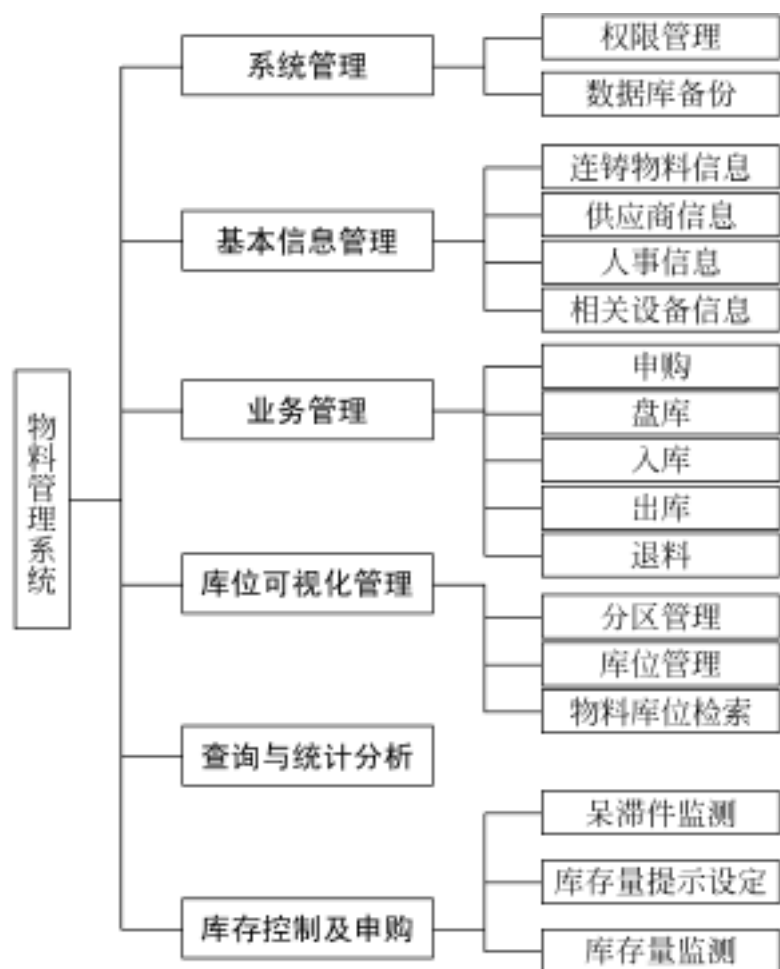 物料管理系统
系统管理
权限管理
数据库备份
基本信息管理
连铸物料信息
供应商信息
人事信息
相关设备信息
业务管理
申购
盘库
入库
出库
退料
库位可视化管理
分区管理
库位管理
物料库位检索
查询与统计分析
库存控制及申购
呆滞件监测
库存量提示设定
库存量监测